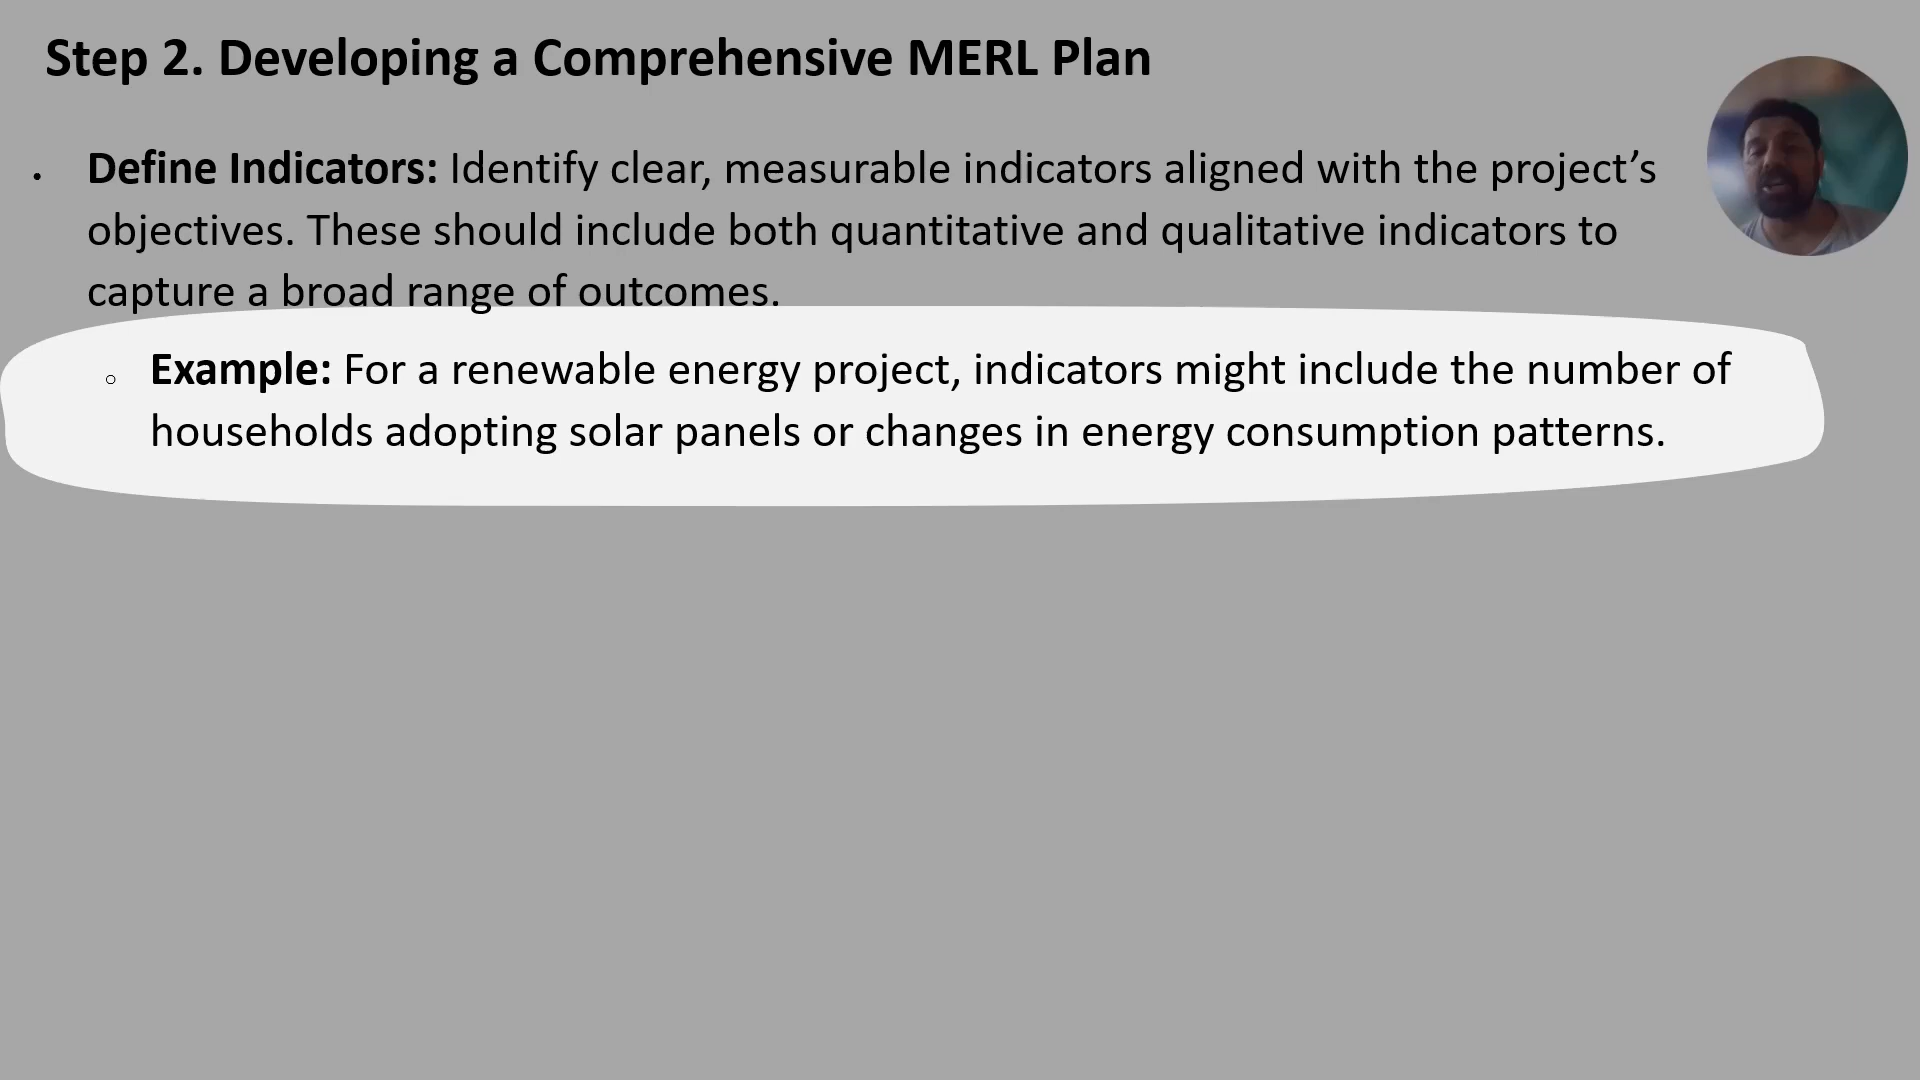 Step 2. Developing a Comprehensive MERL Plan
• Define Indicators: Identify clear, measurable indicators aligned with the project’s
objectives. These should include both quantitative and qualitative indicators to
capture a broad range of outcomes.
○ Example: For a renewable energy project, indicators might include the number of
households adopting solar panels or changes in energy consumption patterns.